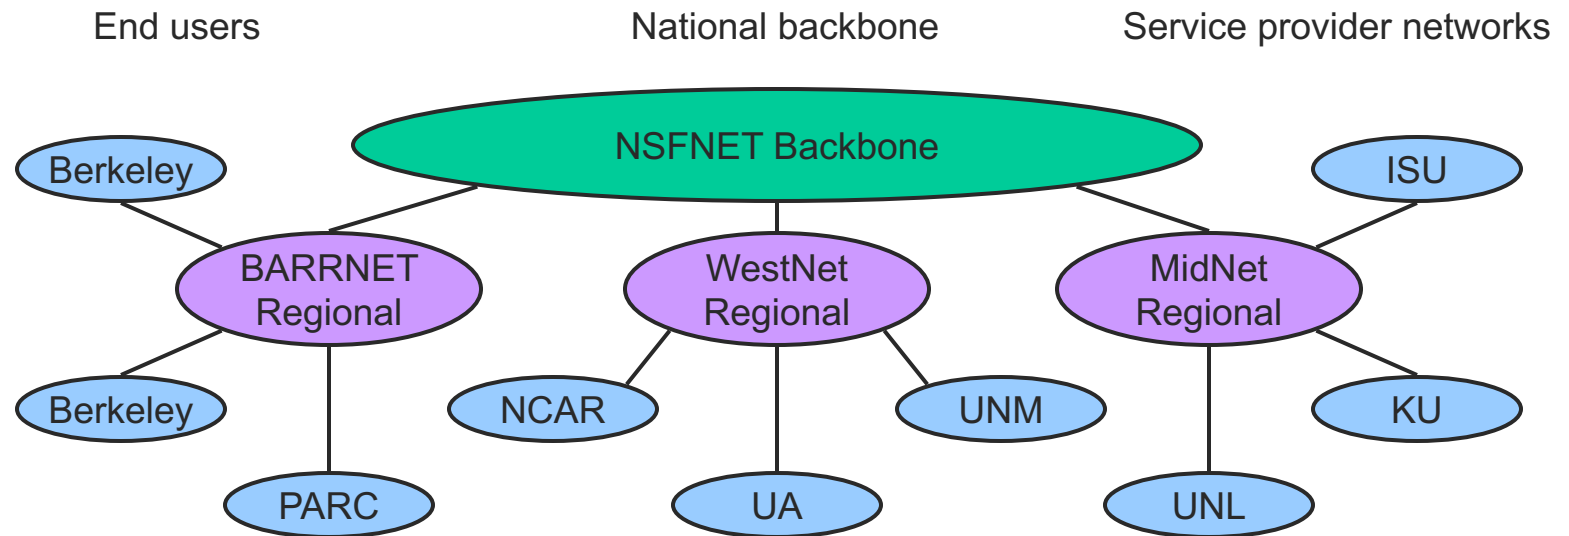 End users
National backbone
Service provider networks
NSFNET Backbone
Berkeley
ISU
BARRNET
Regional
WestNet
Regional
MidNet
Regional
Berkeley
NCAR
UNM
KU
PARC
UA
UNL